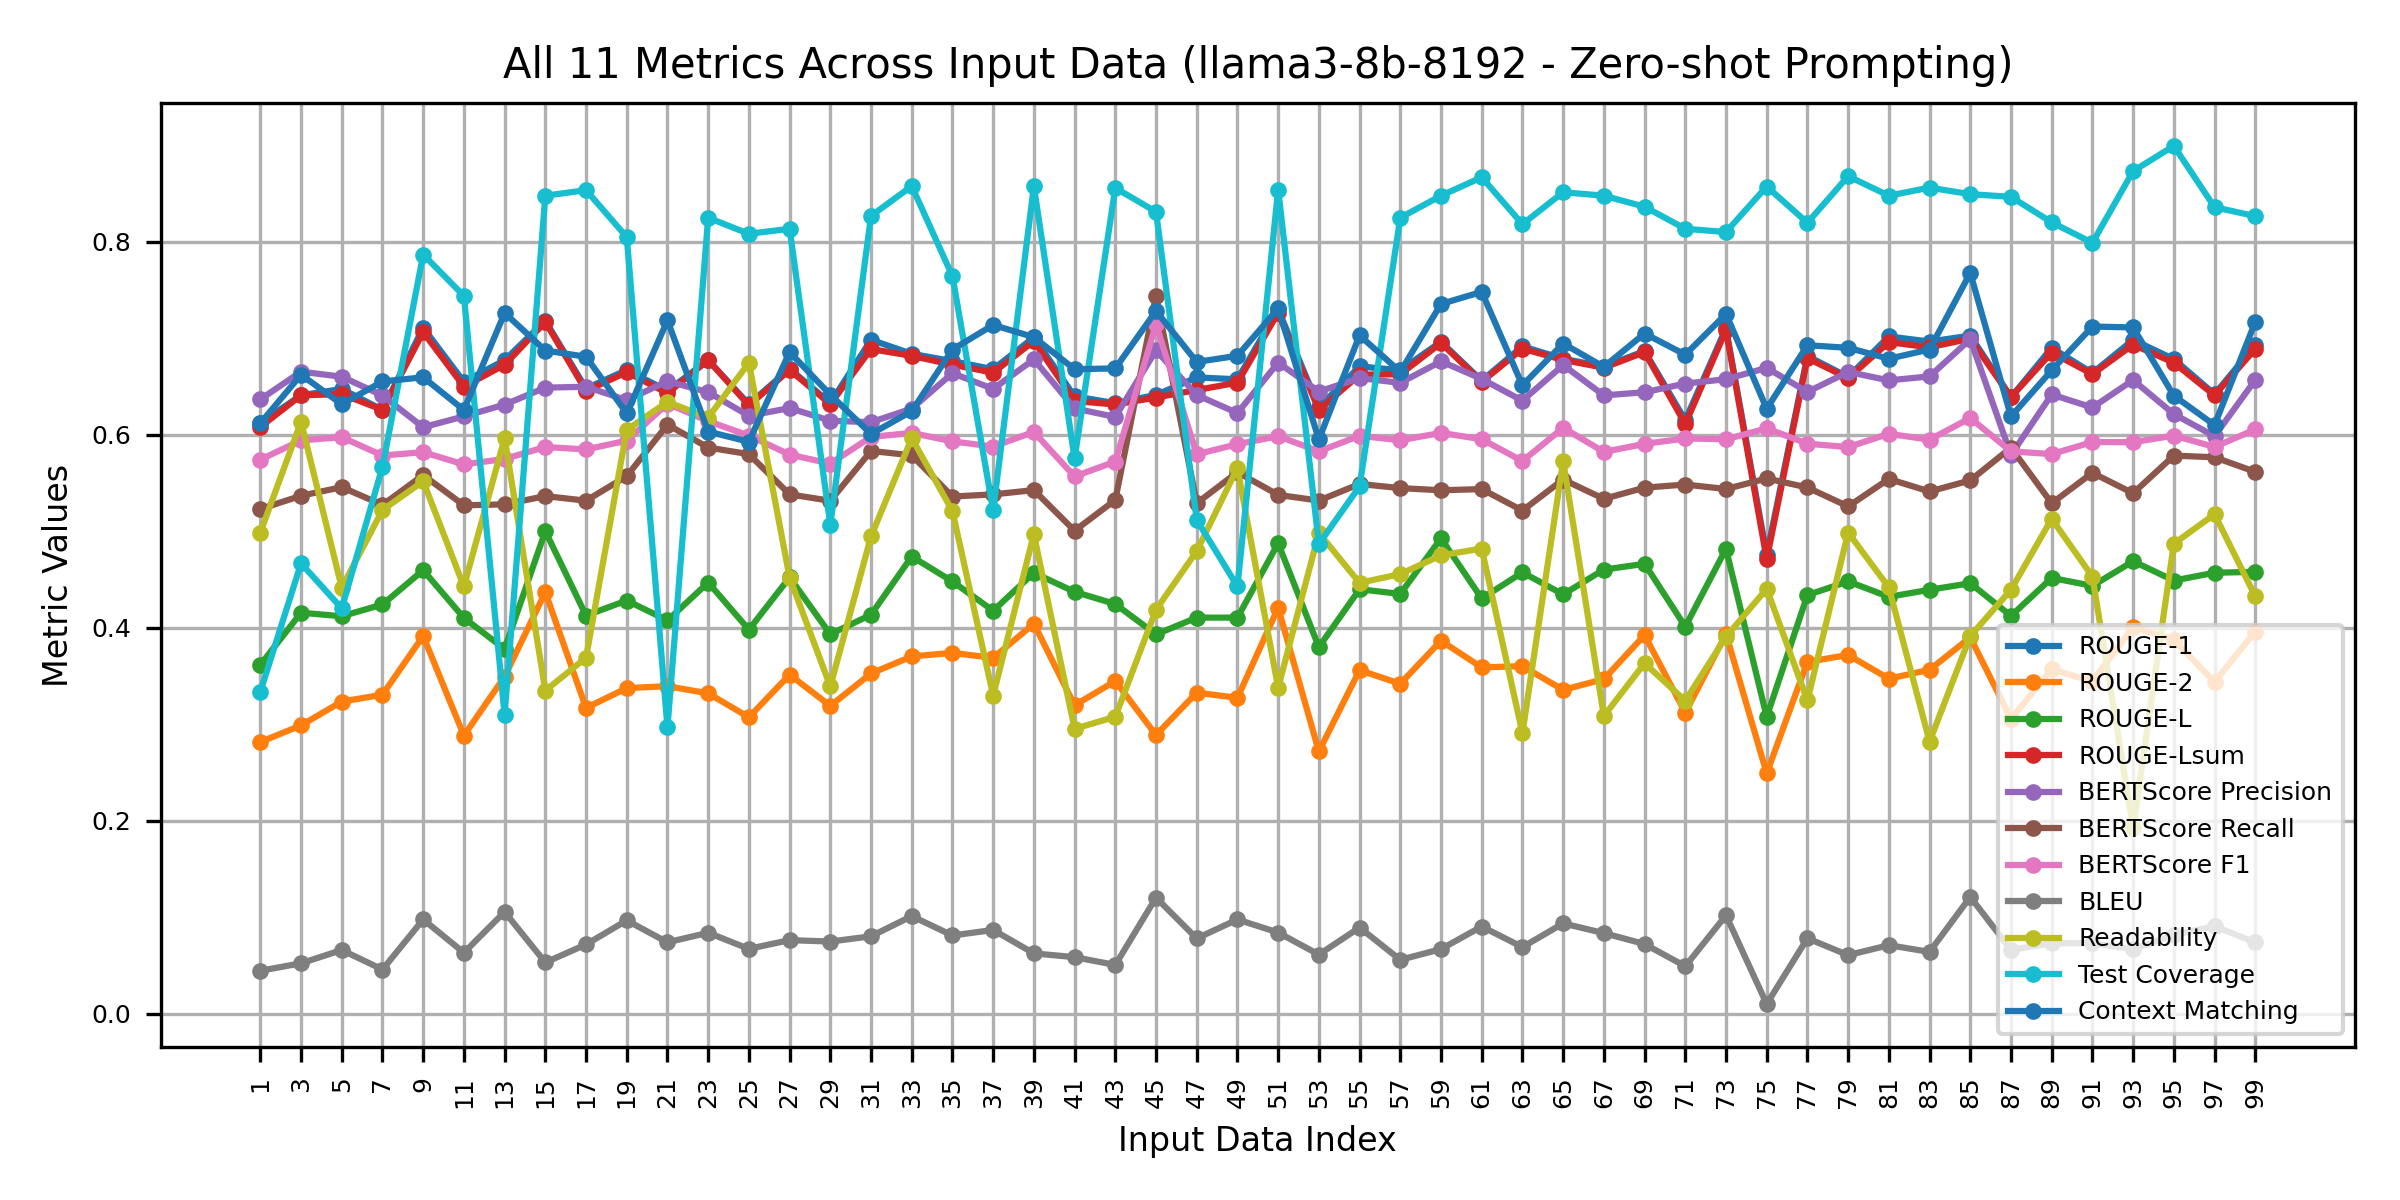 All 11 Metrics Across Input Data (llama3-8b-8192 - Zero-shot Prompting)
Metric Values
0.8
0.6
0.4
0.2
0.0
ROUGE-1
ROUGE-2
ROUGE-L
ROUGE-Lsum
BERTScore Precision
BERTScore Recall
BERTScore F1
BLEU
Readability
Test Coverage
Context Matching
1 3 5 7 9 11 13 15 17 19 21 23 25 27 29 31 33 35 37 39 41 43 45 47 49 51 53 55 57 59 61 63 65 67 69 71 73 75 77 79 81 83 85 87 89 91 93 95 97 99
Input Data Index